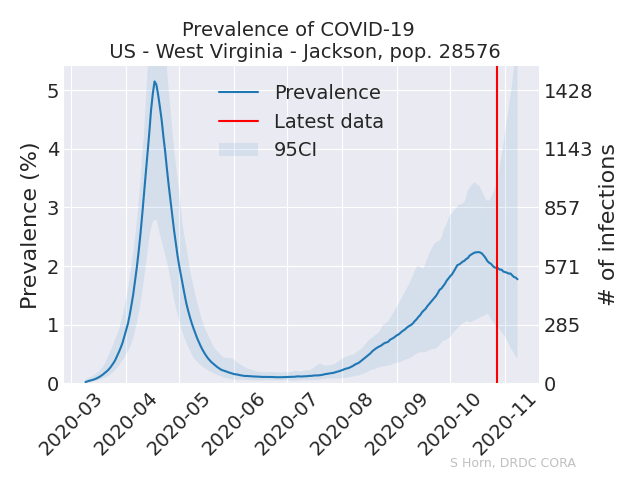 Prevalence of COVID-19
US - West Virginia - Jackson, pop. 28576
Prevalence
Latest data
95CI
Prevalence (%)
5
4
3
2
1
0
1428
1143
857
571
285
0
# of infections
2020-03
2020-04
2020-05
2020-06
2020-07
2020-08
2020-09
2020-10
2020-11
S Horn, DRDC CORA